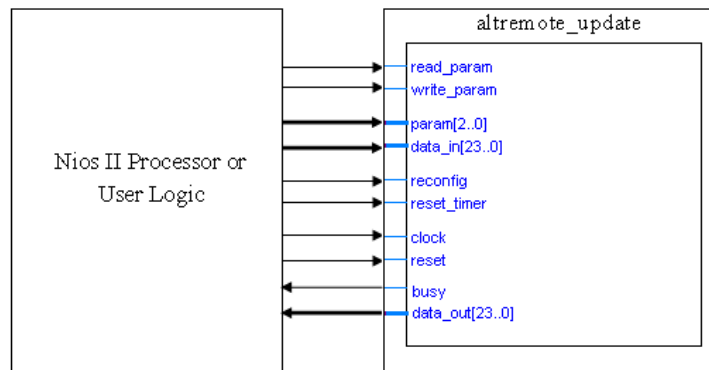 altremote_update
read_param
write_param
param[2..0]
data_in[23..0]
Nios II Processor or
User Logic
reconfig
reset_timer
clock
reset
busy
data_out[23..0]